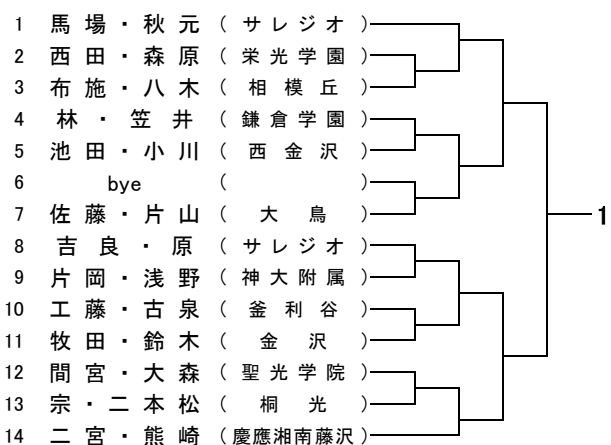 1 馬場・秋元 (サレジオ)
2 西田・森原 (栄光学園)
3 布施・八木 (相模丘)
4 林・笠井 (鎌倉学園)
5 池田・小川 (西金沢)
6 bye ( )
7 佐藤・片山 (大鳥)
8 吉良・原 (サレジオ)
9 片岡・浅野 (神大附属)
10 工藤・古泉 (釜利谷)
11 牧田・鈴木 (金沢)
12 間宮・大森 (聖光学院)
13 宗・二本松 (桐光)
14 二宮・熊崎 (慶應湘南藤沢)
1